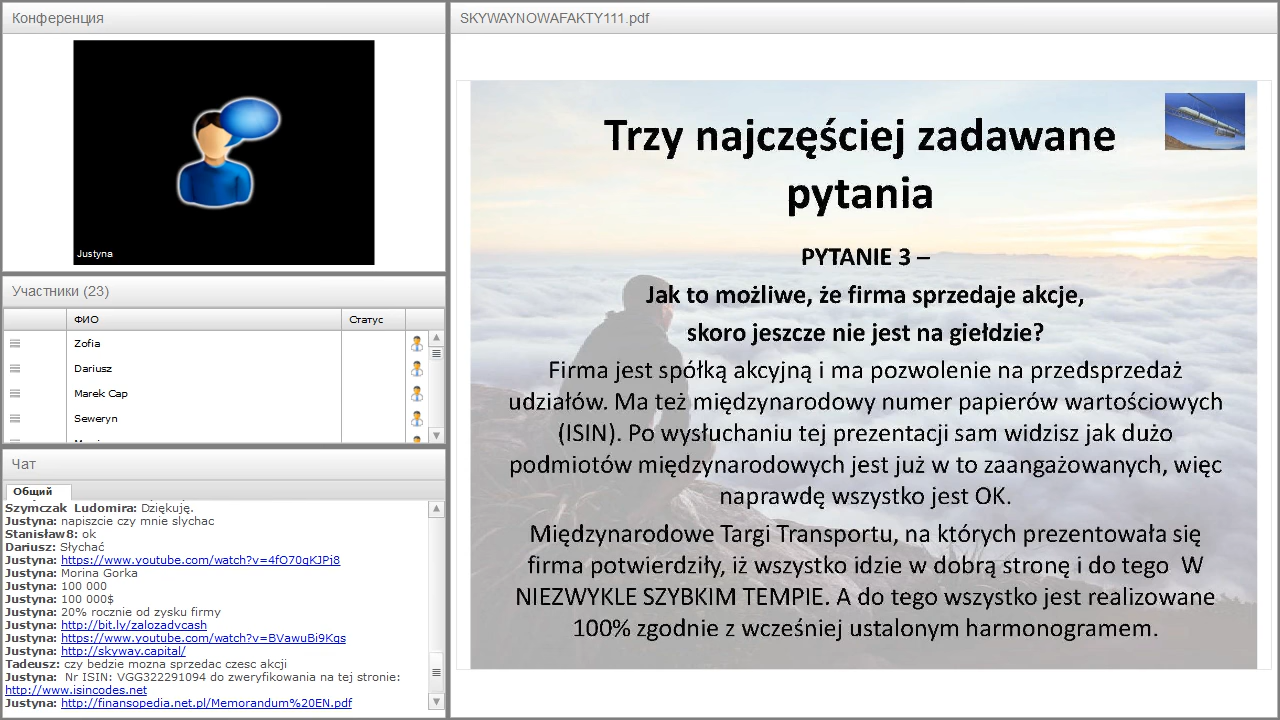 Конференция
Justyna
Участники (23)
ФИО
Статус
Zofia
Dariusz
Marek Cap
Seweryn
Чат
Общий
Szymczak Ludomira: Dziękuję.
Justyna: napiszcie czy mnie slychac
Stanisław8: ok
Dariusz: Słychać
Justyna: https://www.youtube.com/watch?v=4fO70gKJPj8
Justyna: Morina Gorka
Justyna: 100 000
Justyna: 100 000$
Justyna: 20% rocznie od zysku firmy
Justyna: http://bit.ly/zalozadvcash
Justyna: https://www.youtube.com/watch?v=BVawuBi9Kqs
Justyna: http://skyway.capital/
Tadeusz: czy bedzie mozna sprzedac czesc akcji
Justyna: Nr ISIN: VGG322231094 do zweryfikowania na tej stronie:
http://www.isincodes.net
Justyna: http://finansopedia.net.pl/Memorandum%20EN.pdf
SKYWAYNOWAFAKTY111.pdf
Trzy najczęściej zadawane
pytania
PYTANIE 3 –
Jak to możliwe, że firma sprzedaje akcje,
skoro jeszcze nie jest na giełdzie?
Firma jest spółką akcyjną i ma pozwolenie na przedsprzedaż
udziałów. Ma też międzynarodowy numer papierów wartościowych
(ISIN). Po wysłuchaniu tej prezentacji sam widzisz jak dużo
podmiotów międzynarodowych jest już w to zaangażowanych, więc
naprawdę wszystko jest OK.
Międzynarodowe Targi Transportu, na których prezentowała się
firma potwierdziły, iż wszystko idzie w dobrą stronę i do tego W
NIEZWYKLE SZYBKIM TEMPIE. A do tego wszystko jest realizowane
100% zgodnie z wcześniej ustalonym harmonogramem.